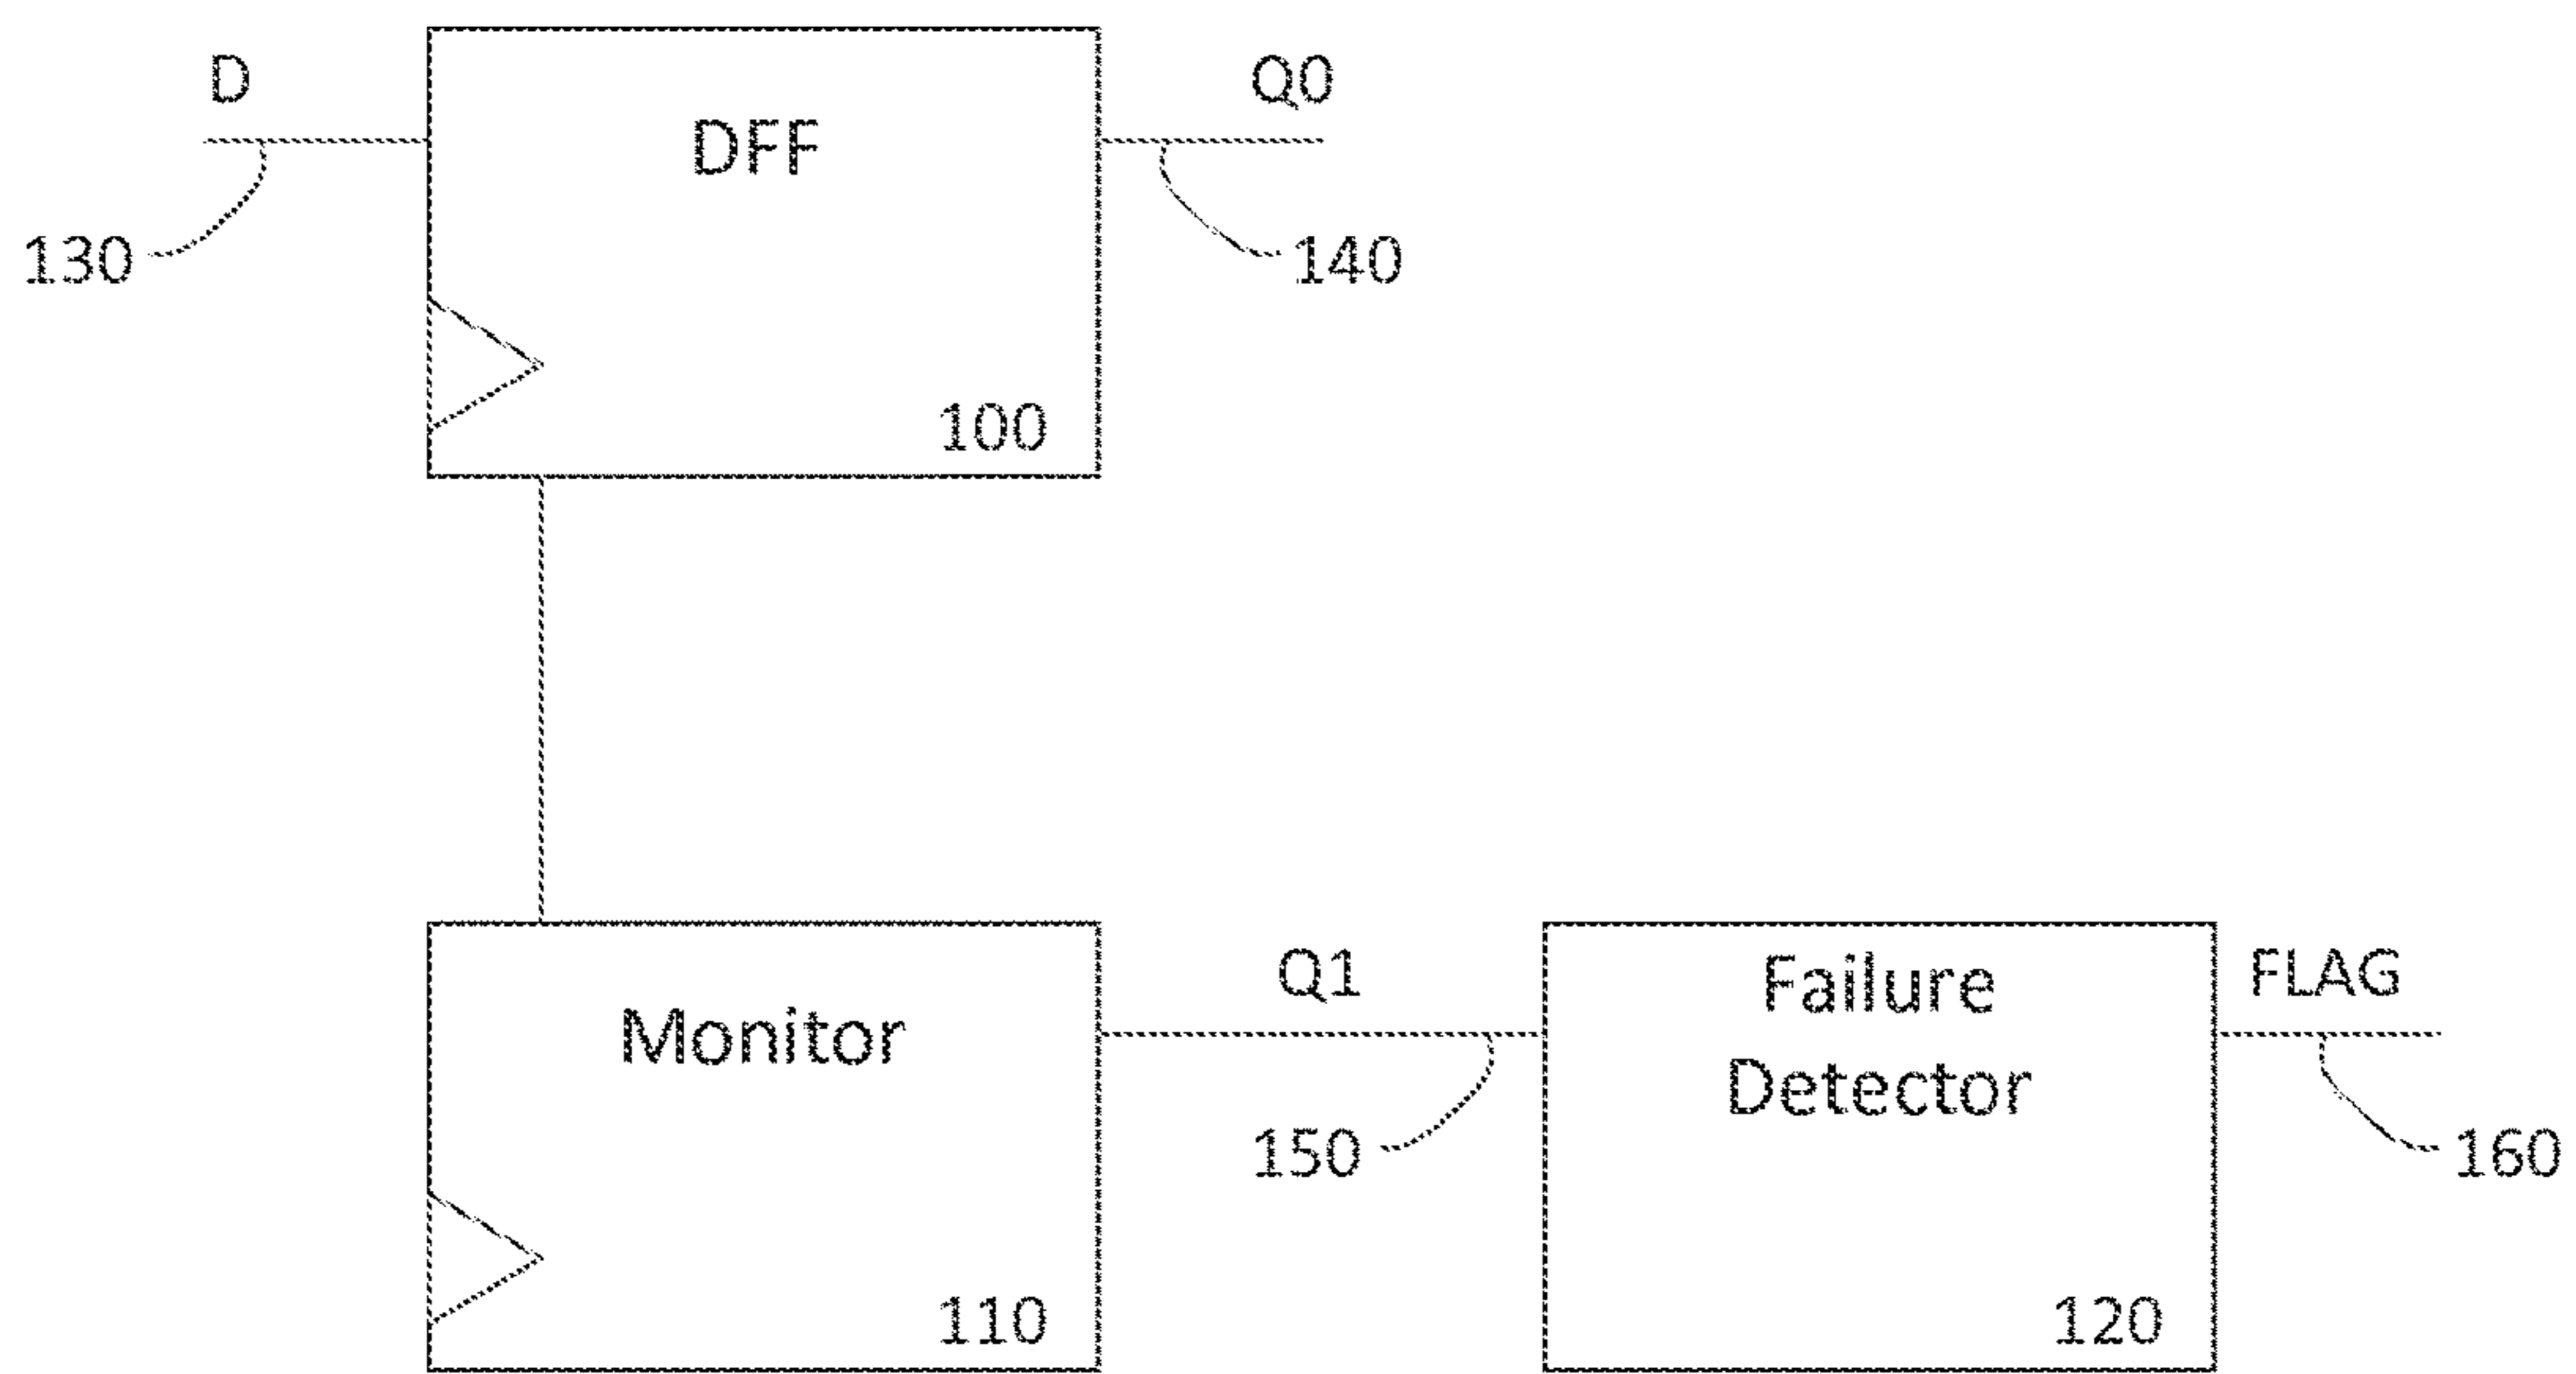 D
Q0
DFF
130
140
100
Q1
FLAG
Monitor
Failure
Detector
150
160
110
120